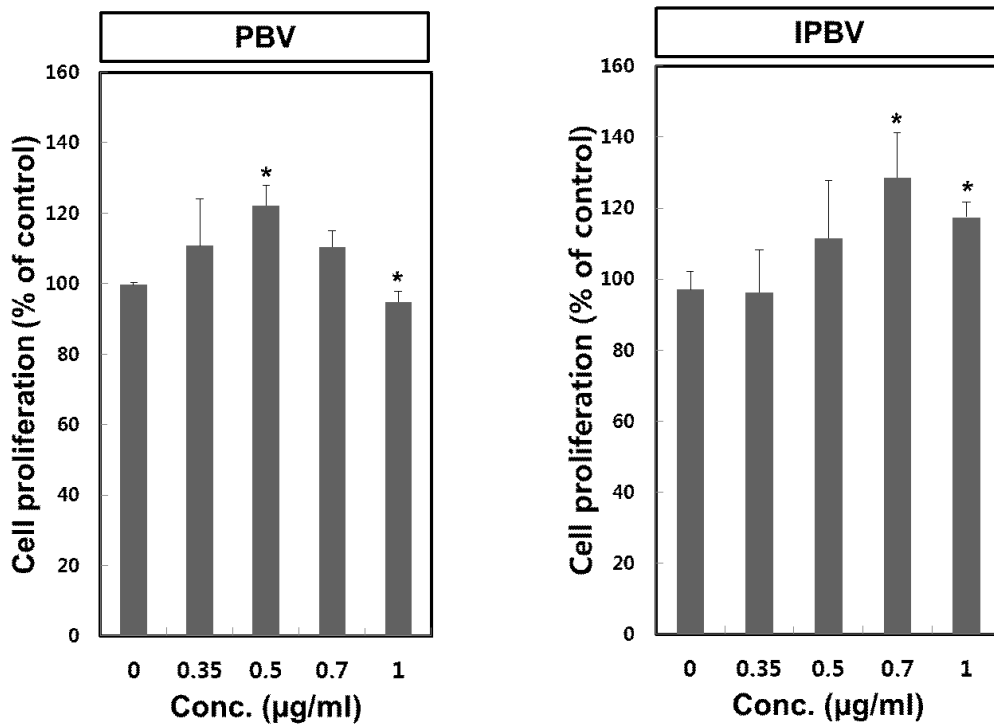 PBV
Cell proliferation (% of control)
160
140
120
100
80
60
40
20
0
*
*
0 0.35 0.5 0.7 1
Conc. (µg/ml)
IPBV
Cell proliferation (% of control)
160
140
120
100
80
60
40
20
0
*
*
0 0.35 0.5 0.7 1
Conc. (µg/ml)